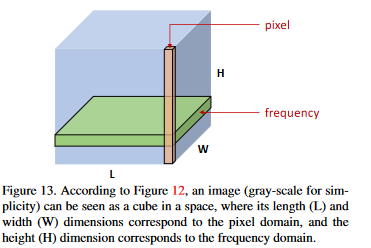 pixel
H
frequency
W
L
Figure 13. According to Figure 12, an image (gray-scale for sim-
plicity) can be seen as a cube in a space, where its length (L) and
width (W) dimensions correspond to the pixel domain, and the
height (H) dimension corresponds to the frequency domain.